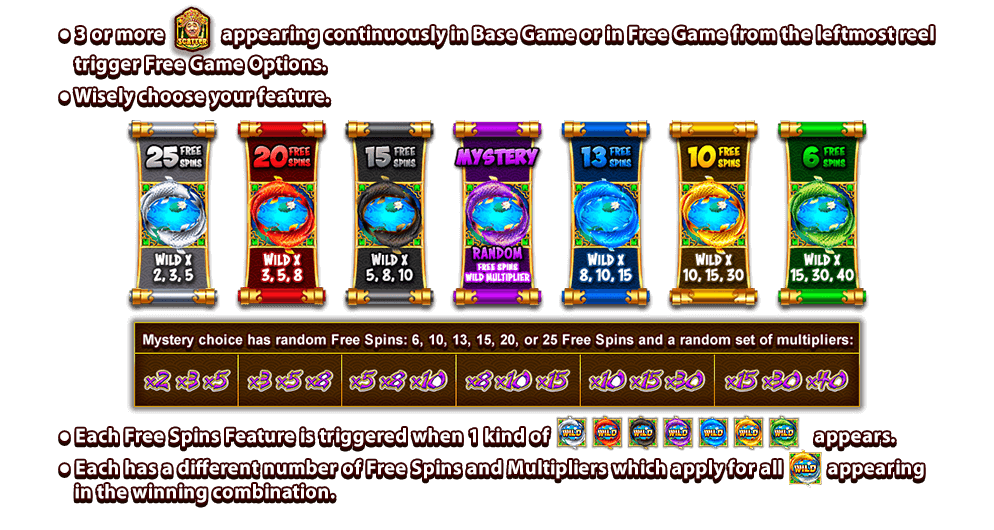 • 3 or more SCATTER appearing continuously in Base Game or in Free Game from the leftmost reel
trigger Free Game Options.
• Wisely choose your feature.
25 FREE SPINS
WILD X
2, 3, 5
20 FREE SPINS
WILD X
3, 5, 8
15 FREE SPINS
WILD X
5, 8, 10
MYSTERY
RANDOM
FREE SPINS
WILD MULTIPLIER
13 FREE SPINS
WILD X
8, 10, 15
10 FREE SPINS
WILD X
10, 15, 30
6 FREE SPINS
WILD X
15, 30, 40
Mystery choice has random Free Spins: 6, 10, 13, 15, 20, or 25 Free Spins and a random set of multipliers:
x2 x3 x5 x3 x5 x8 x5 x8 x10 x8 x10 x15 x10 x15 x30 x15 x30 x40
• Each Free Spins Feature is triggered when 1 kind of WILD WILD WILD WILD WILD WILD WILD appears.
• Each has a different number of Free Spins and Multipliers which apply for all WILD appearing
in the winning combination.